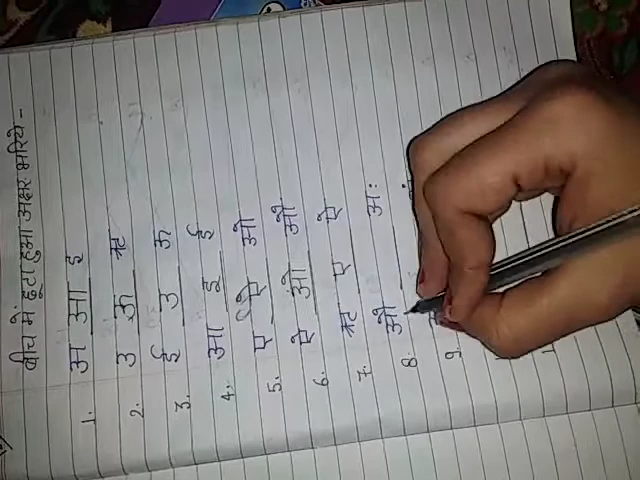 बीच में छूटा हुआ अक्षर भरिये -
1. अ आ इ
2. उ ऊ ऋ
3. ई उ ऊ
4. आ इ ई
5. ए ऐ ओ
6. ऐ ओ औ
7. ऋ ए ऐ
8. औ अः
9.